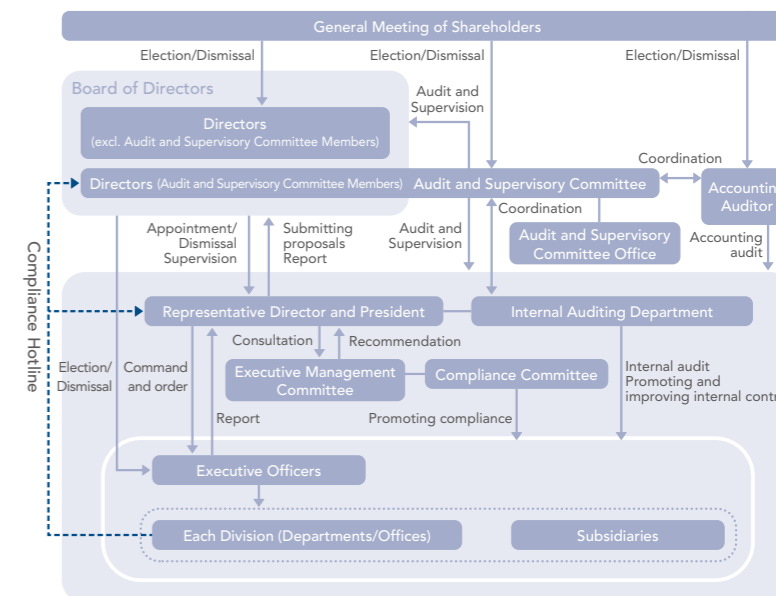 General Meeting of Shareholders
Election/Dismissal
Election/Dismissal
Election/Dismissal
Board of Directors
Audit and
Supervision
Directors
(excl. Audit and Supervisory Committee Members)
Coordination
Directors (Audit and Supervisory Committee Members)
Audit and Supervisory Committee
Accountin
Auditor
Coordination
Appointment/
Dismissal
Supervision
Submitting
proposals
Report
Audit and
Supervision
Audit and Supervisory
Committee Office
Accounting
audit
Compliance Hotline
Representative Director and President
Internal Auditing Department
Consultation
Recommendation
Election/
Dismissal
Command
and order
Executive Management
Committee
Compliance Committee
Internal audit
Promoting and
improving internal contr
Report
Promoting compliance
Executive Officers
Each Division (Departments/Offices)
Subsidiaries